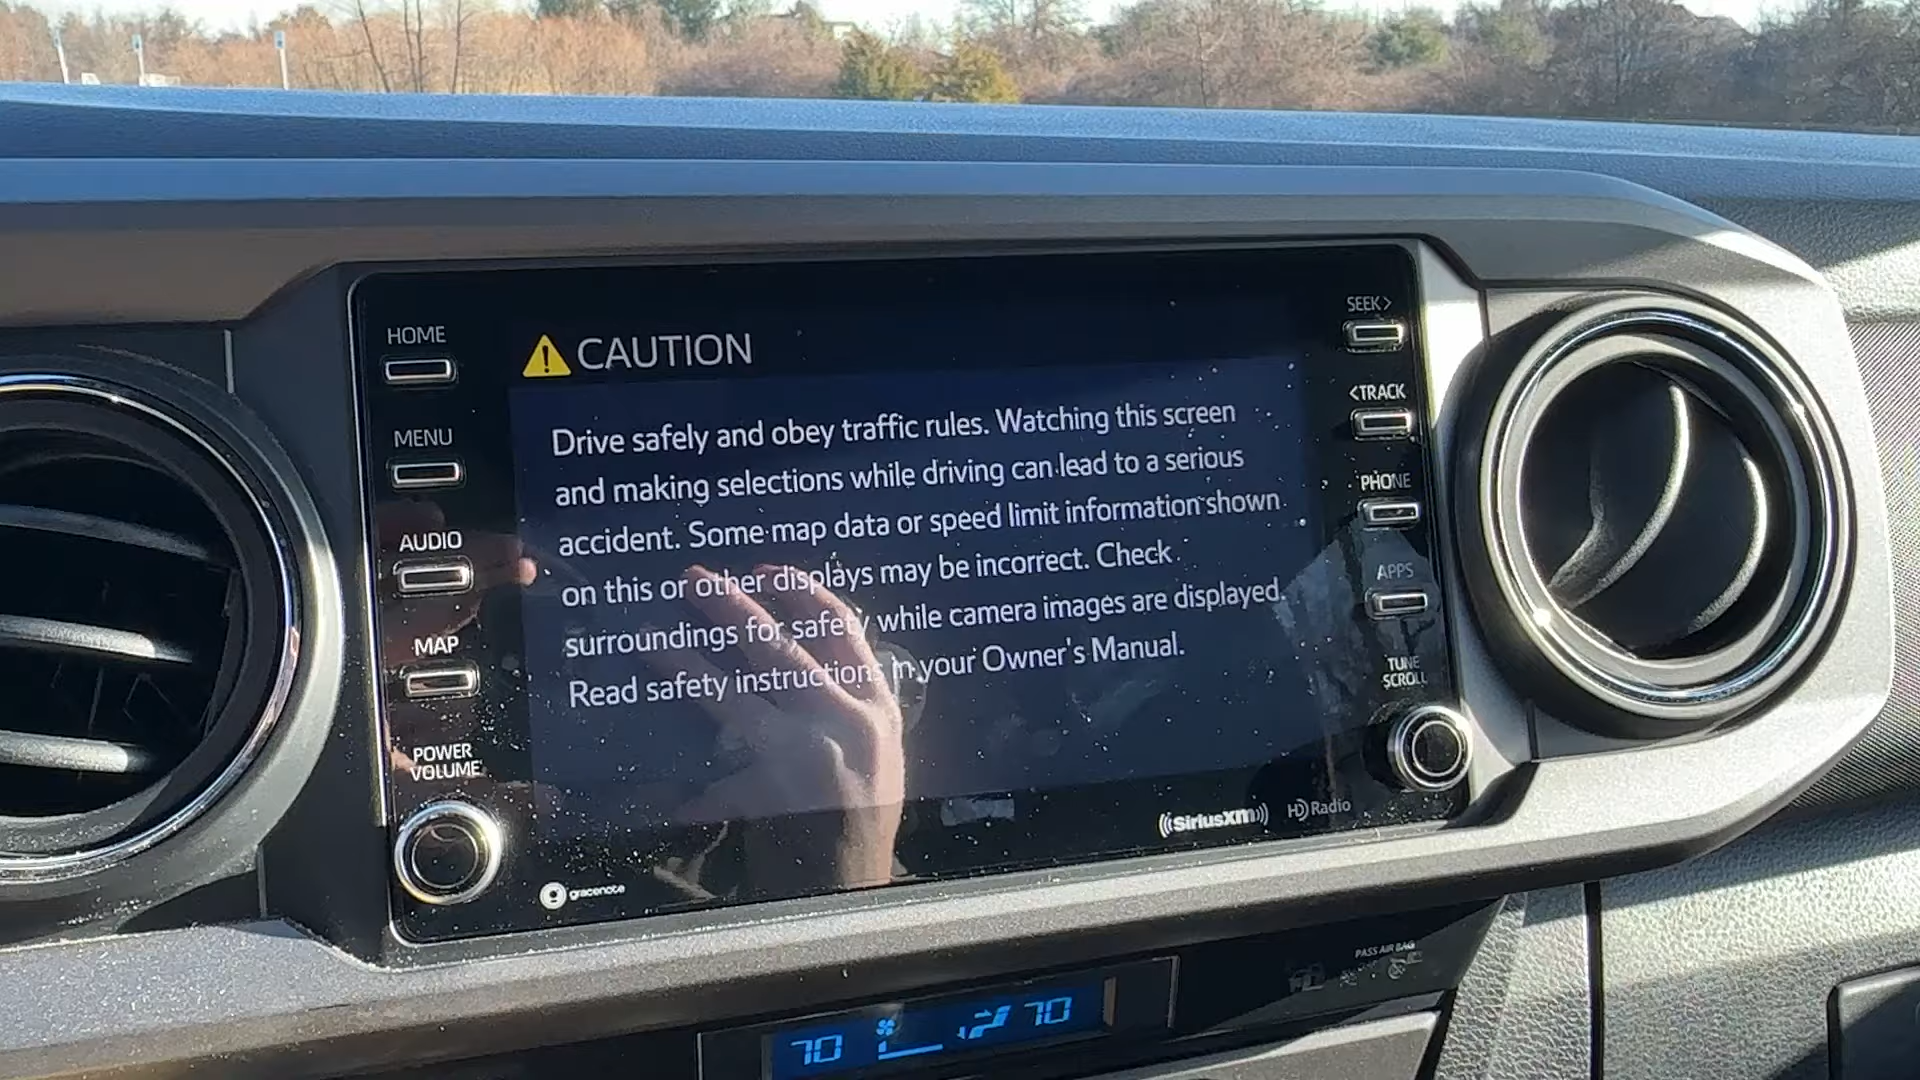 HOME
MENU
AUDIO
MAP
POWER
VOLUME
CAUTION
Drive safely and obey traffic rules. Watching this screen
and making selections while driving can lead to a serious
accident. Some map data or speed limit information shown
on this or other displays may be incorrect. Check
surroundings for safety while camera images are displayed.
Read safety instructions in your Owner's Manual.
gracenote
((SiriusXM))
HD Radio
SEEK>
<TRACK
PHONE
APPS
TUNE
SCROLL
PASS AIR BAG
70
70